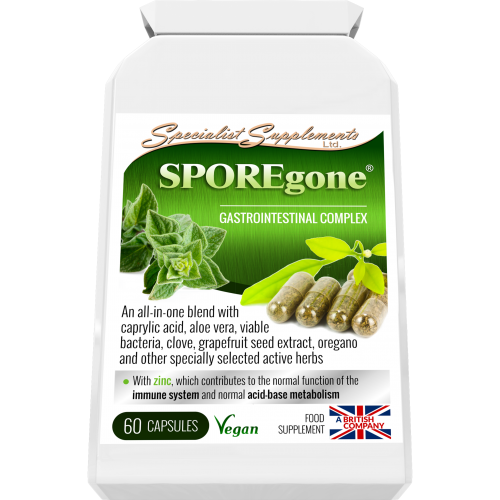 Specialist Supplements
Ltd.
SPOREgone®
GASTROINTESTINAL COMPLEX
An all-in-one blend with
caprylic acid, aloe vera, viable
bacteria, clove, grapefruit seed extract, oregano
and other specially selected active herbs
• With zinc, which contributes to the normal function of the
immune system and normal acid-base metabolism
60 CAPSULES
Vegan
FOOD
SUPPLEMENT
A BRITISH
COMPANY